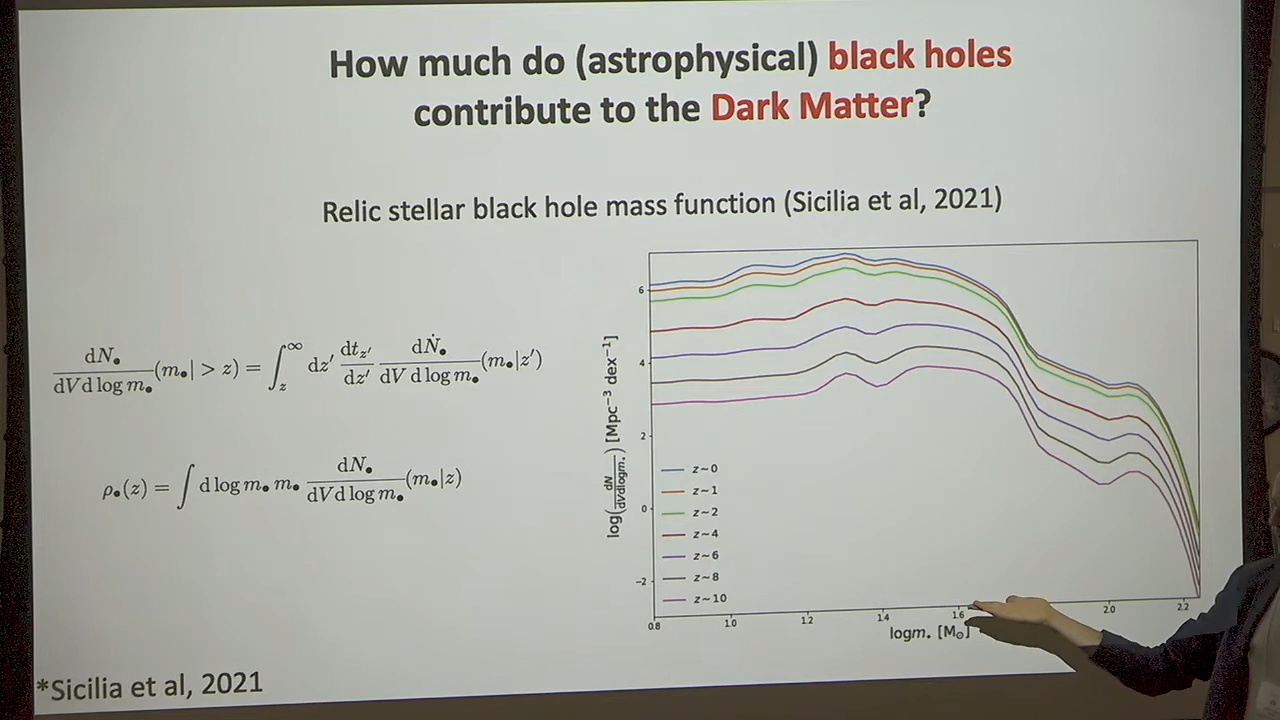 How much do (astrophysical) black holes
contribute to the Dark Matter?
Relic stellar black hole mass function (Sicilia et al, 2021)
dN• / dV d log m• (m•| > z) = ∫_z^∞ dz′ dt_z′ / dz′ dṄ• / dV d log m• (m•|z′)
ρ•(z) = ∫ d log m• m• dN• / dV d log m• (m•|z)
log(dN/dVdlogm•) [Mpc⁻³ dex⁻¹]
6
4
2
0
−2
z~0
z~1
z~2
z~4
z~6
z~8
z~10
0.8 1.0 1.2 1.4 1.6 2.0 2.2
logm• [M⊙]
*Sicilia et al, 2021